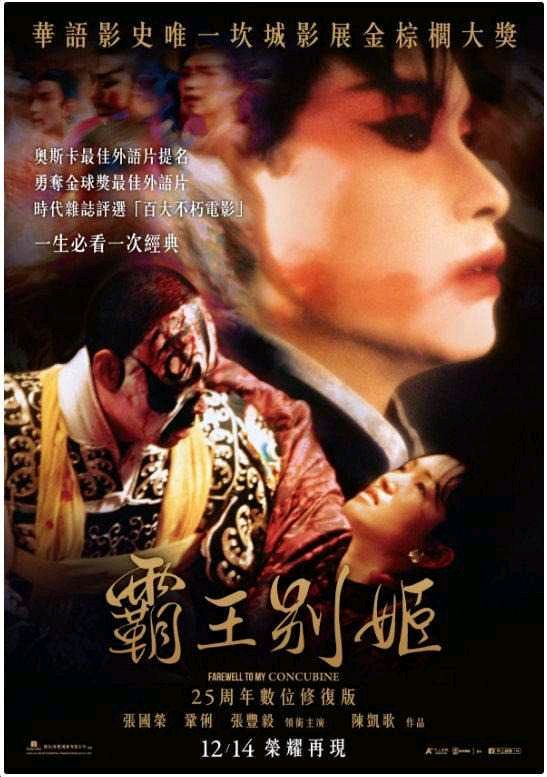 華語影史唯一坎城影展金棕櫚大獎
奧斯卡最佳外語片提名
勇奪金球獎最佳外語片
時代雜誌評選「百大不朽電影」
一生必看一次經典
霸王别姬
FAREWELL TO MY CONCUBINE
25周年數位修復版
張國榮 鞏俐 張豐毅 領銜主演 陳凱歌 作品
12/14 榮耀再現